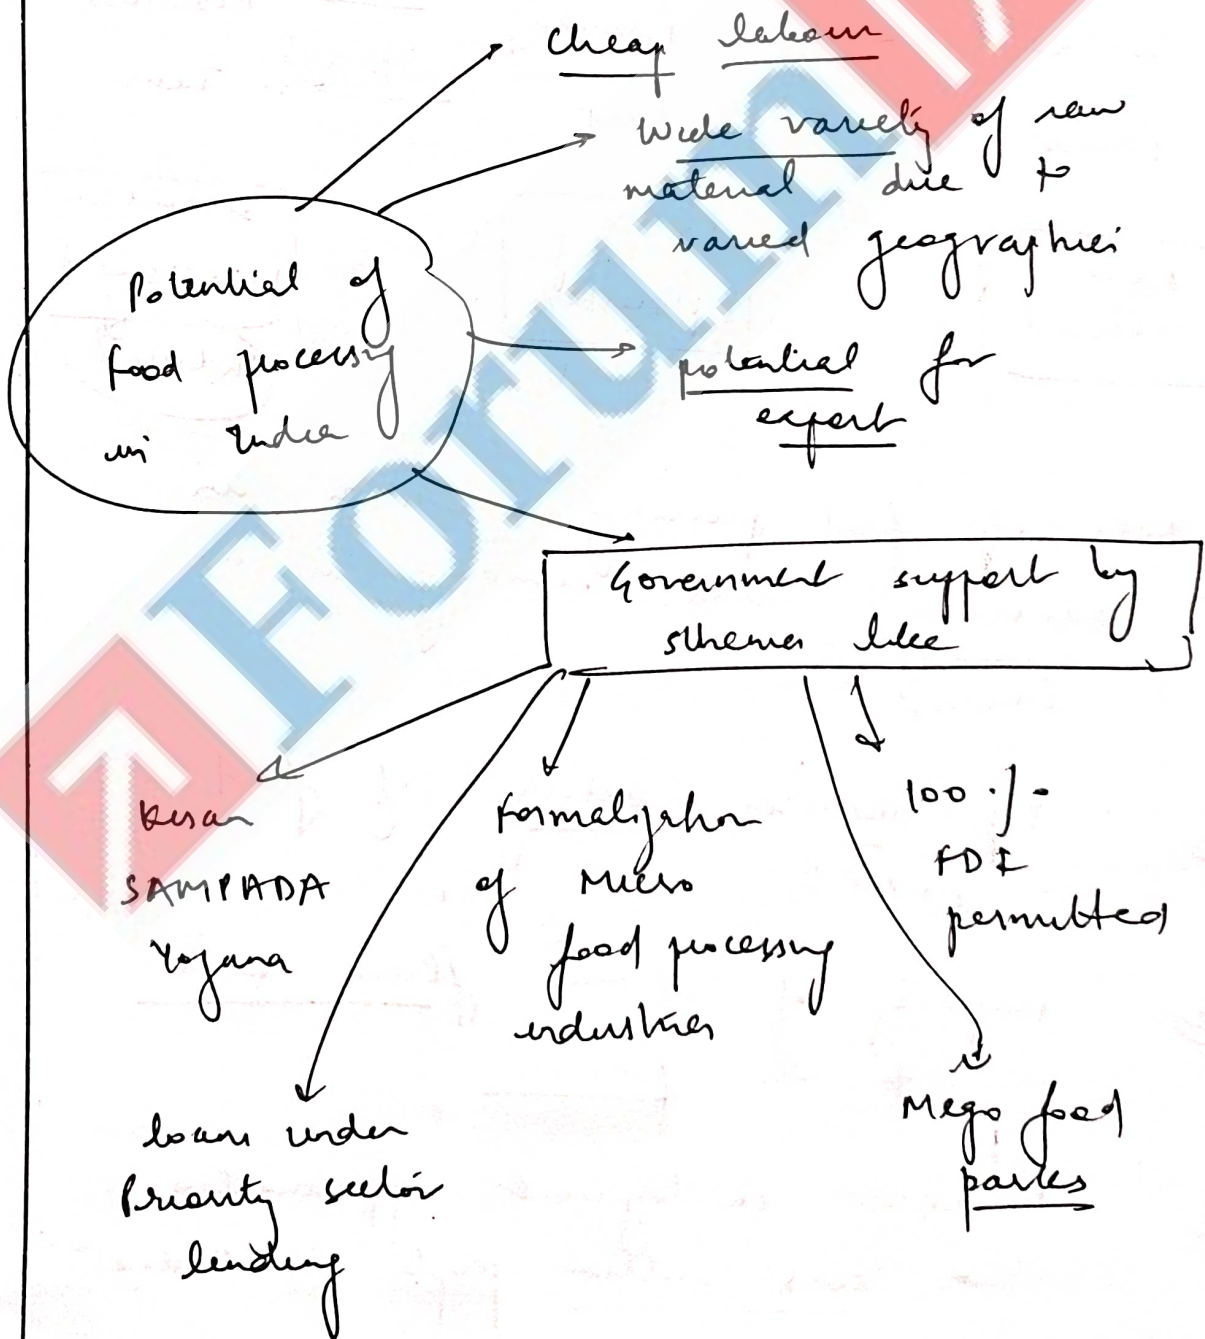 cheap labour
wide variety of raw
material due to
varied geographies
Potential of
food processing
in India
potential for
export
Government support by
schemes like
Kisan
SAMPADA
Yojana
Formalization
of Micro
food processing
industries
100 %
FDI
permitted
loans under
Priority sector
lending
Mega food
parks
Forum